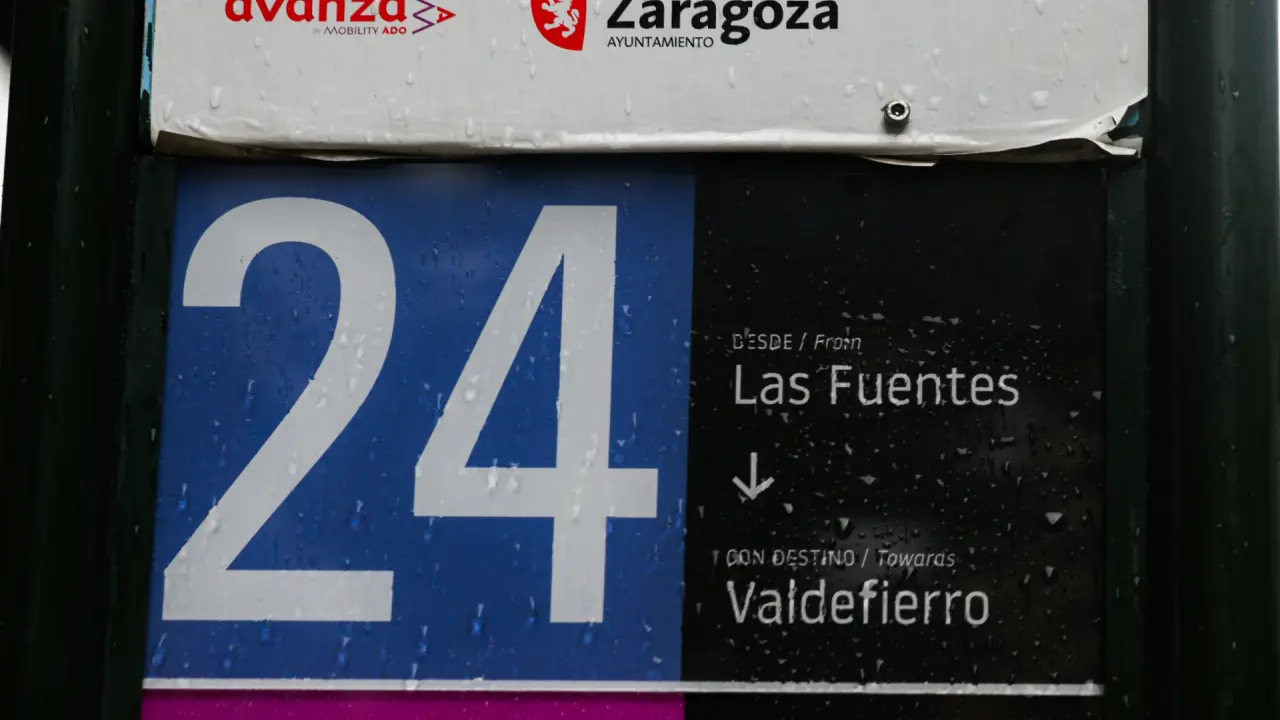 avanza
BY MOBILITY ADO
Zaragoza
AYUNTAMIENTO
24
DESDE / From
Las Fuentes
↓
CON DESTINO / Towards
Valdefierro